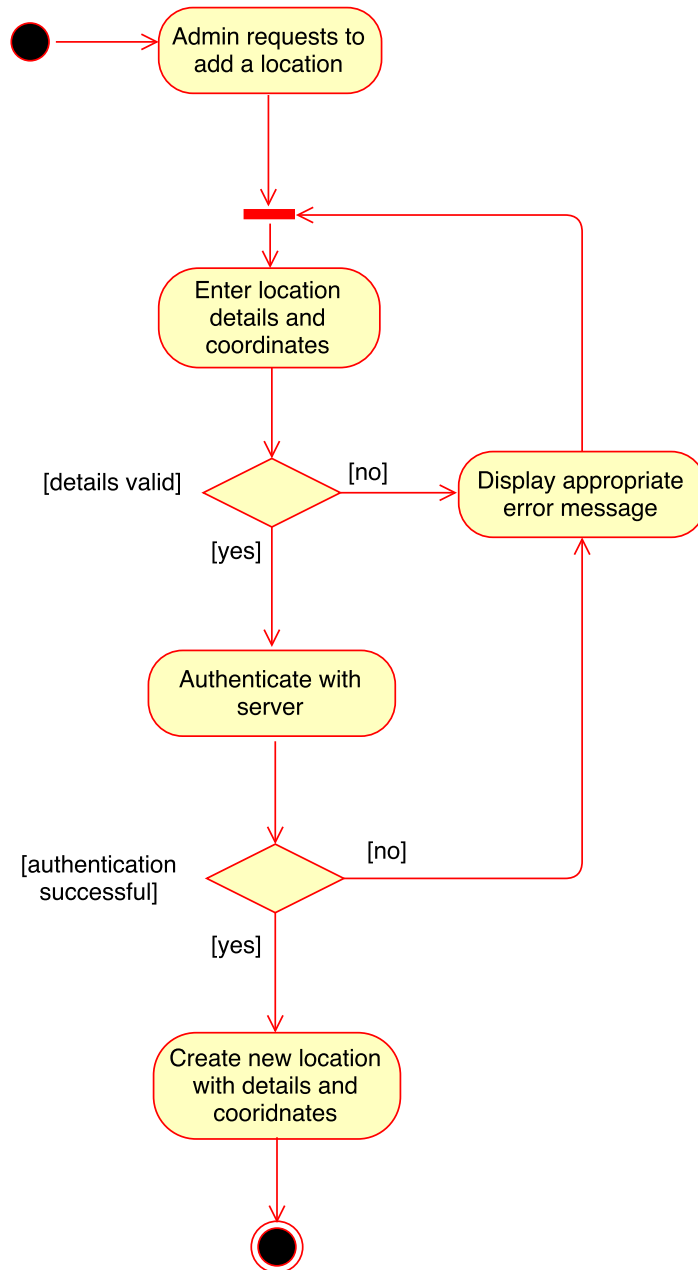 Admin requests to
add a location
Enter location
details and
coordinates
[details valid]
[no]
Display appropriate
error message
[yes]
Authenticate with
server
[no]
[authentication
successful]
[yes]
Create new location
with details and
cooridnates